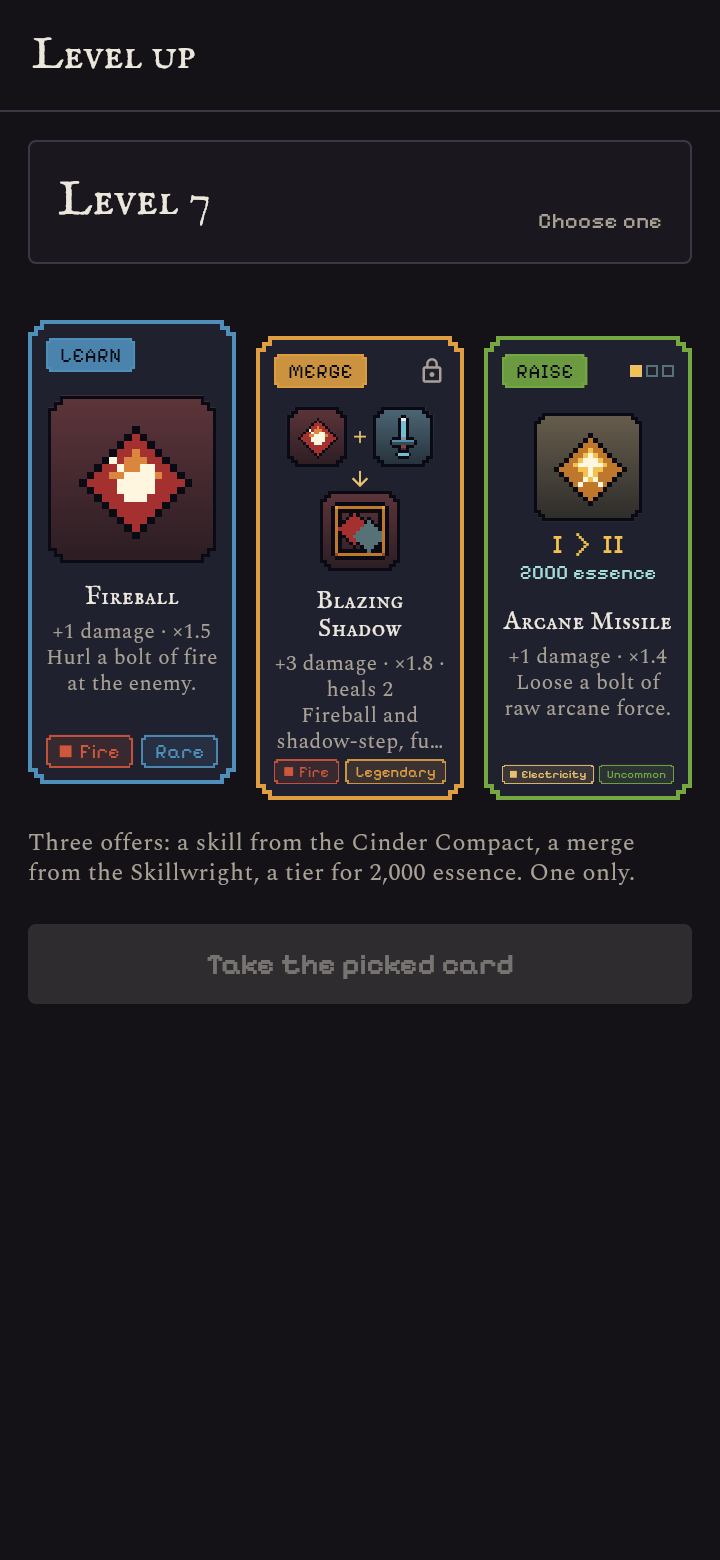 Level up
Level 7
Choose one
LEARN
Fireball
+1 damage · ×1.5
Hurl a bolt of fire
at the enemy.
Fire
Rare
MERGE
+
Blazing
Shadow
+3 damage · ×1.8 ·
heals 2
Fireball and
shadow-step, fu…
Fire
Legendary
RAISE
I > II
2000 essence
Arcane Missile
+1 damage · ×1.4
Loose a bolt of
raw arcane force.
Electricity
Uncommon
Three offers: a skill from the Cinder Compact, a merge
from the Skillwright, a tier for 2,000 essence. One only.
Take the picked card